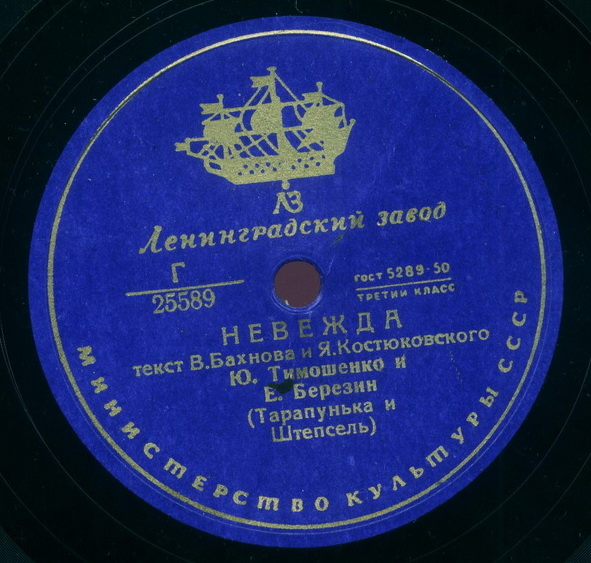 ЛЗ
Ленинградский завод
Г
25589
ГОСТ 5289-50
ТРЕТИЙ КЛАСС
НЕВЕЖДА
текст В.Бахнова и Я.Костюковского
Ю. Тимошенко и
Е. Березин
(Тарапунька и
Штепсель)
МИНИСТЕРСТВО КУЛЬТУРЫ СССР